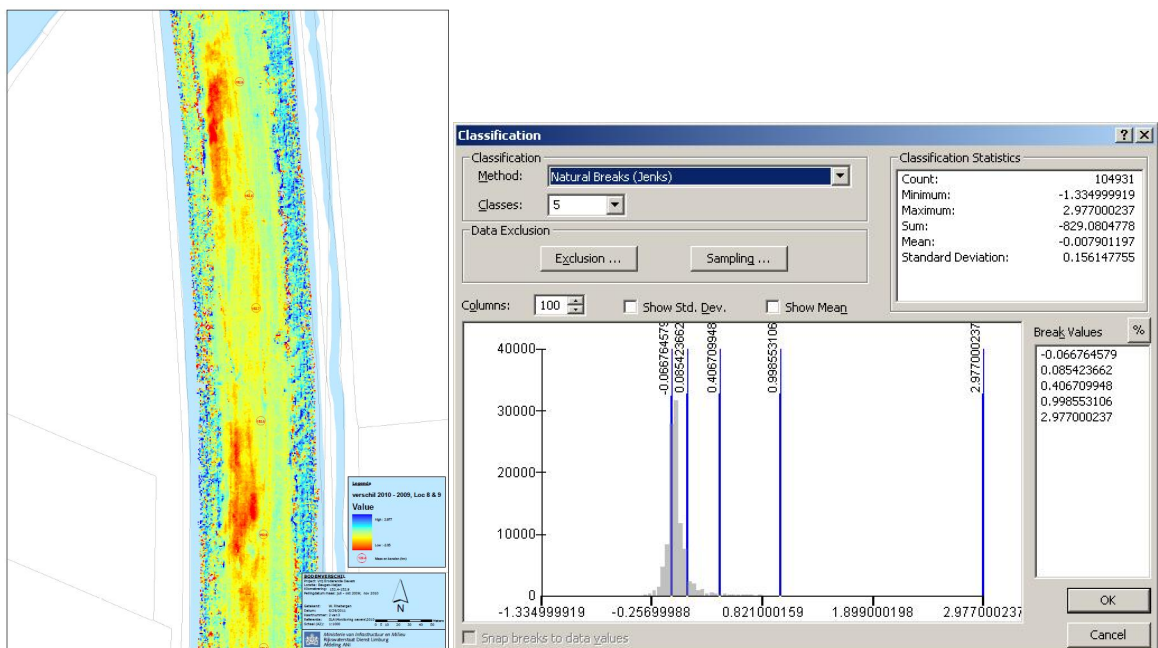 Legenda
verschil 2010 - 2009, Loc 8 & 9
Value
High : 2.977
N
BODEMVERSCHIL
Ministerie van Infrastructuur en Milieu
Rijkswaterstaat Dienst Limburg
Classification
Classification
Method: Natural Breaks (Jenks)
Classes: 5
Data Exclusion
Exclusion ...
Sampling ...
Classification Statistics
Count: 104931
Minimum: -1.334999919
Maximum: 2.977000237
Sum: -829.0804778
Mean: -0.007901197
Standard Deviation: 0.156147755
Columns: 100
Show Std. Dev.
Show Mean
-0.066764579
0.085423662
0.406709948
0.998553106
2.977000237
40000
30000
20000
10000
0
-1.334999919
-0.25699988
0.821000159
1.899000198
2.977000237
Break Values
%
-0.066764579
0.085423662
0.406709948
0.998553106
2.977000237
Snap breaks to data values
OK
Cancel